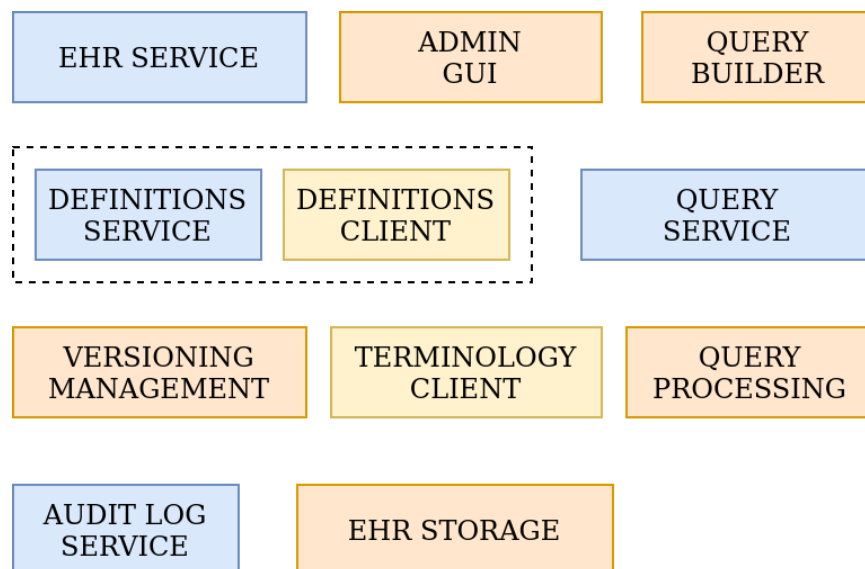 EHR SERVICE
ADMIN
GUI
QUERY
BUILDER
DEFINITIONS
SERVICE
DEFINITIONS
CLIENT
QUERY
SERVICE
VERSIONING
MANAGEMENT
TERMINOLOGY
CLIENT
QUERY
PROCESSING
AUDIT LOG
SERVICE
EHR STORAGE